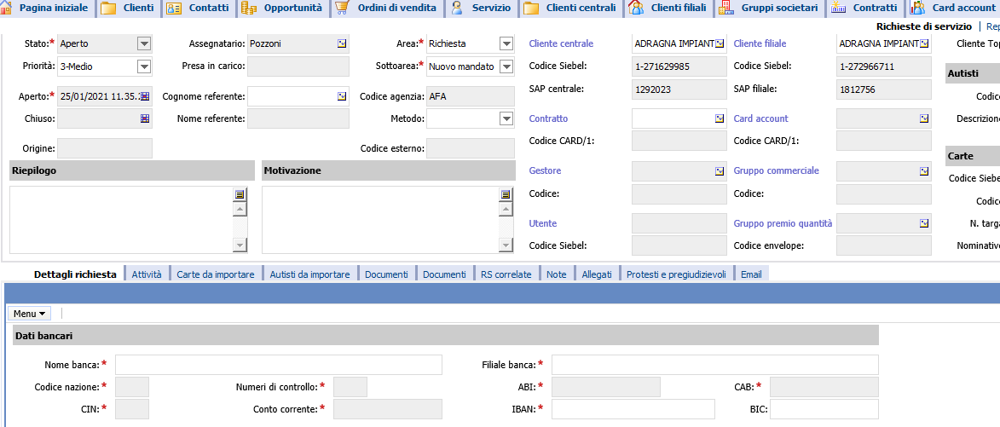 Pagina iniziale Clienti Contatti Opportunità Ordini di vendita Servizio Clienti centrali Clienti filiali Gruppi societari Contratti Card account
Richieste di servizio Rep
Stato:* Aperto Assegnatario: Pozzoni Area:* Richiesta Cliente centrale ADRAGNA IMPIANT Cliente filiale ADRAGNA IMPIANT Cliente Top
Priorità: 3-Medio Presa in carico: Sottoarea:* Nuovo mandato Codice Siebel: 1-271629985 Codice Siebel: 1-272966711
Autisti
Aperto:* 25/01/2021 11.35. Cognome referente: Codice agenzia: AFA SAP centrale: 1292023 SAP filiale: 1812756
Codice
Chiuso: Nome referente: Metodo: Contratto Card account Descrizione
Codice CARD/1: Codice CARD/1:
Origine: Codice esterno:
Carte
Riepilogo Motivazione Gestore Gruppo commerciale
Codice Siebe
Codice: Codice: Codice
Utente Gruppo premio quantità N. targa
Codice Siebel: Codice envelope: Nominativo
Dettagli richiesta Attività Carte da importare Autisti da importare Documenti Documenti RS correlate Note Allegati Protesti e pregiudizievoli Email
Menu
Dati bancari
Nome banca:* Filiale banca:*
Codice nazione:* Numeri di controllo:* ABI:* CAB:*
CIN:* Conto corrente:* IBAN:* BIC: